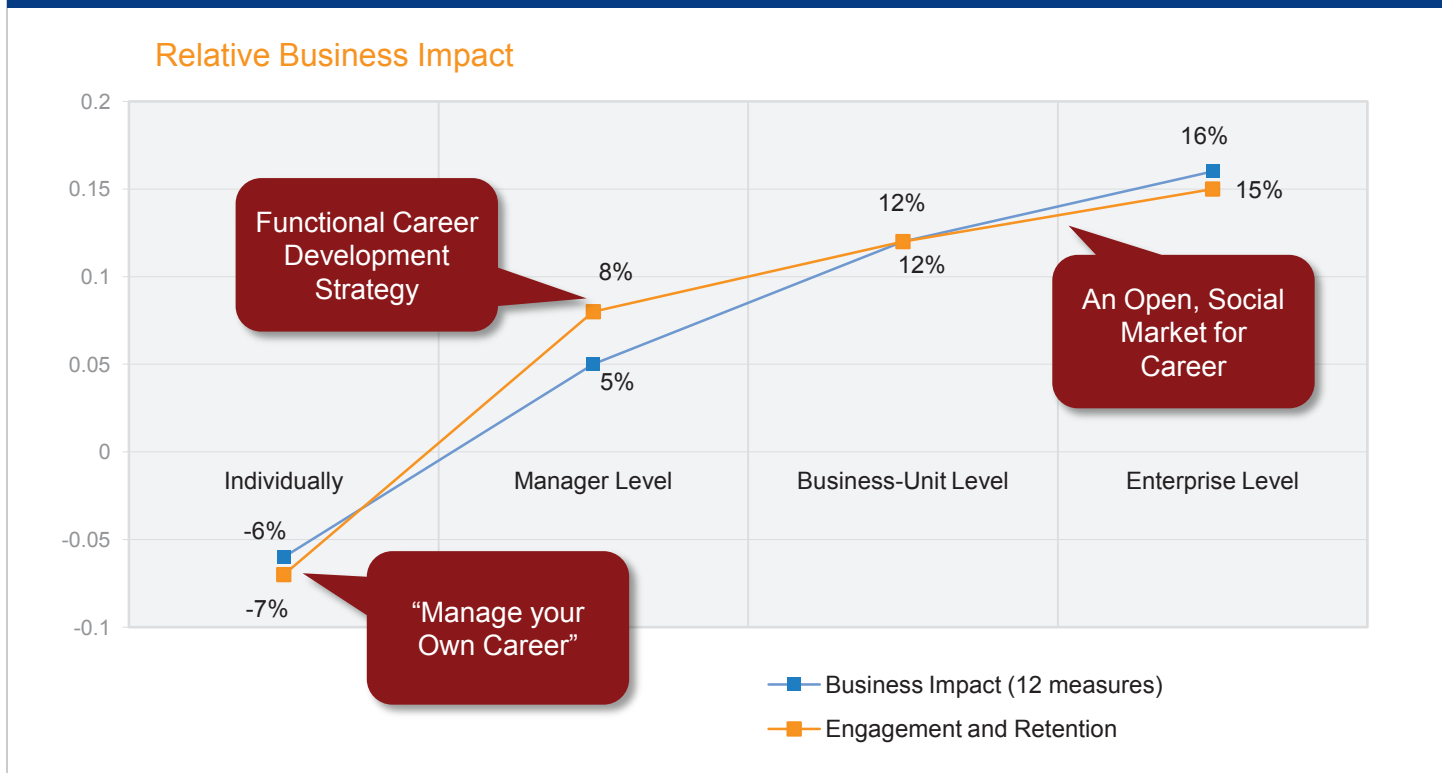 Relative Business Impact
0.2
0.15
0.1
0.05
0
-0.05
-0.1
16%
15%
12%
12%
8%
5%
-6%
-7%
Functional Career
Development
Strategy
An Open, Social
Market for
Career
Individually
Manager Level
Business-Unit Level
Enterprise Level
“Manage your
Own Career”
Business Impact (12 measures)
Engagement and Retention